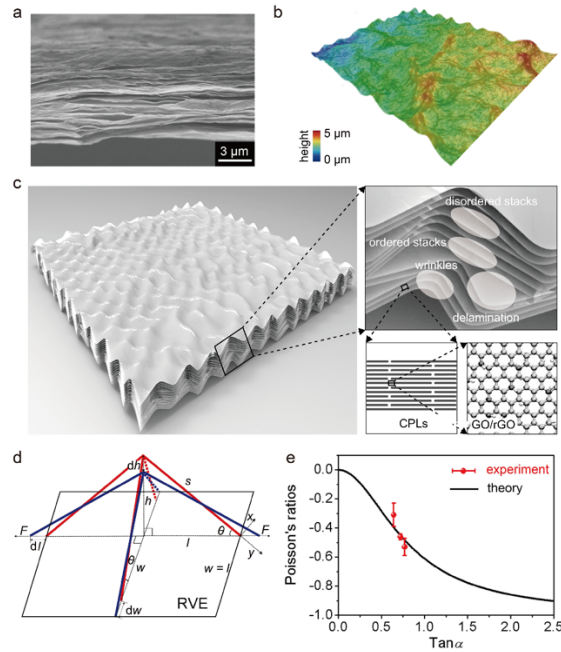 a
3 μm
b
height
5 μm
0 μm
c
disordered stacks
ordered stacks
wrinkles
delamination
CPLs
GO/rGO
d
dh
s
h
x
F
F
dl
l
θ
y
θ
w
w = l
dw
RVE
e
experiment
theory
Poisson's ratios
0.0
-0.2
-0.4
-0.6
-0.8
-1.0
0.0
0.5
1.0
1.5
2.0
2.5
Tanα